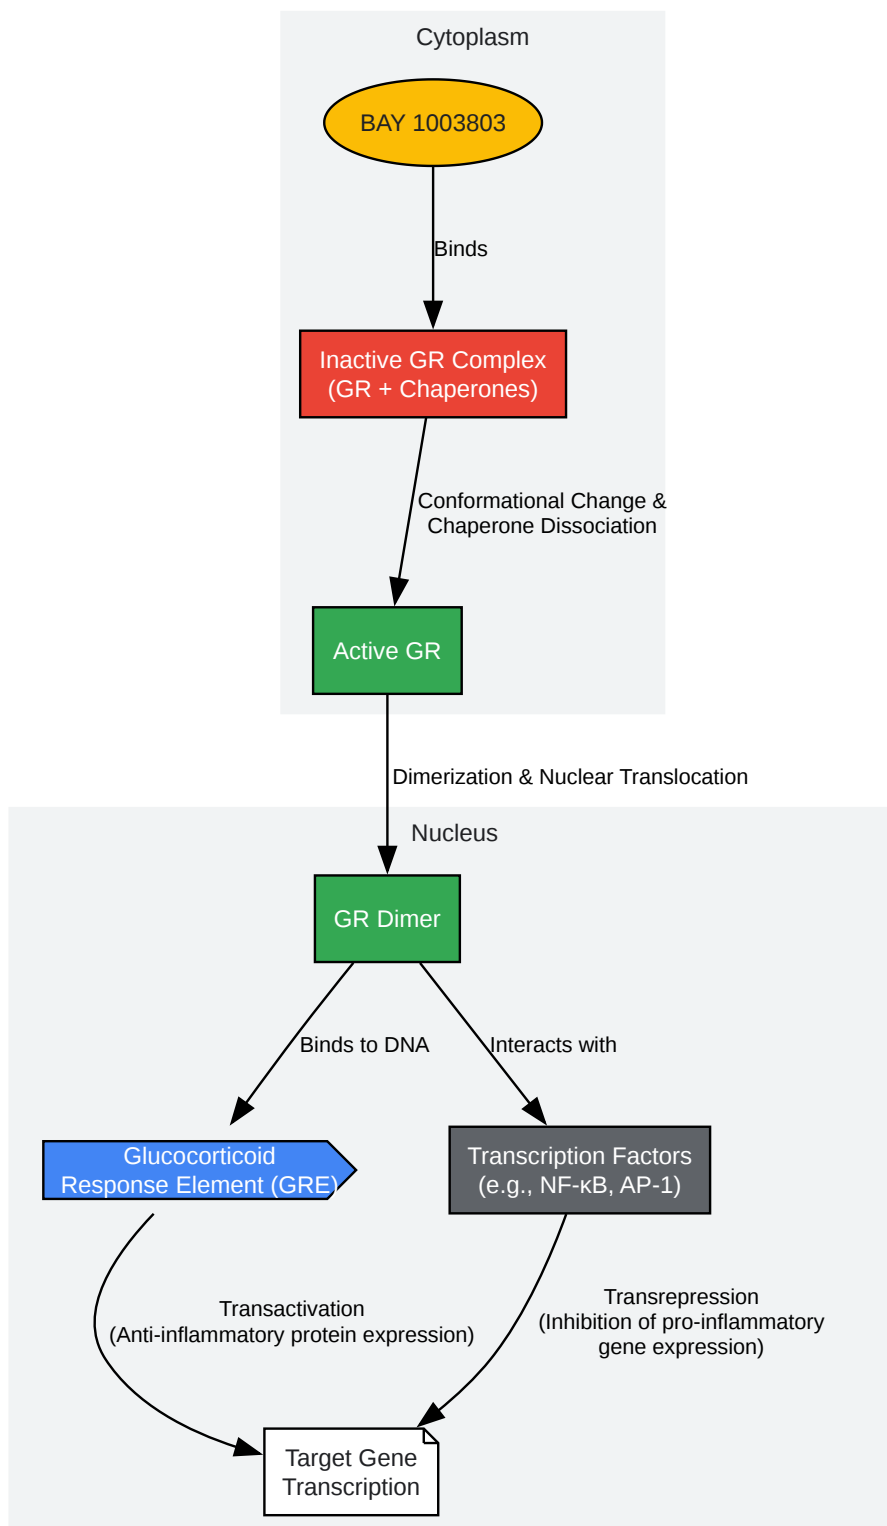 Cytoplasm
BAY 1003803
Binds
Inactive GR Complex
(GR + Chaperones)
Conformational Change &
Chaperone Dissociation
Active GR
Dimerization & Nuclear Translocation
Nucleus
GR Dimer
Binds to DNA
Interacts with
Glucocorticoid
Response Element (GRE)
Transcription Factors
(e.g., NF-κB, AP-1)
Transactivation
(Anti-inflammatory protein expression)
Transrepression
(Inhibition of pro-inflammatory
gene expression)
Target Gene
Transcription